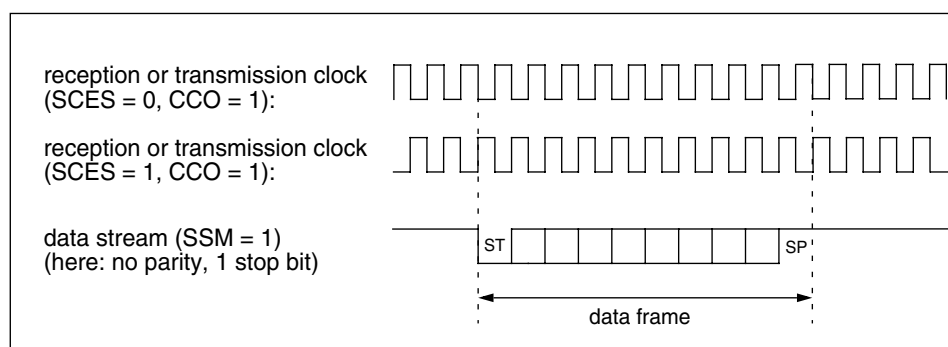 reception or transmission clock
(SCES = 0, CCO = 1):
reception or transmission clock
(SCES = 1, CCO = 1):
data stream (SSM = 1)
(here: no parity, 1 stop bit)
ST
SP
data frame